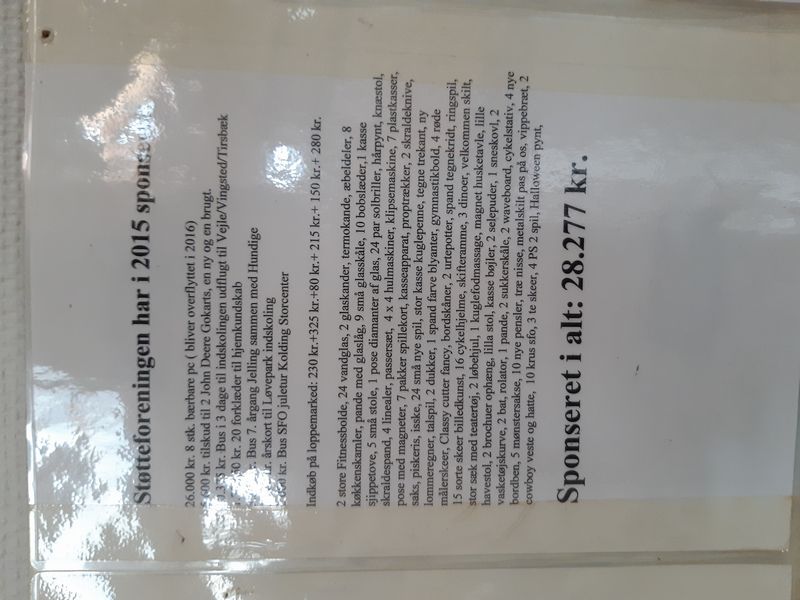 Støtteforeningen har i 2015
26.000 kr. 8 stk. bærbare pc ( bliver overflyttet i 2016)
kr. tilskud til 2 John Deere Gokarts, en ny og en brugt.
kr. Bus i 3 dage til indskolingen udflugt til Vejle/Vingsted/Tirsbæk
kr. 20 forklæder til hjemkundskab
Bus 7. årgang Jelling sammen med Hundige
årskort til Løvepark indskoling
kr. Bus SFO juletur Kolding Storcenter
Indkøb på loppemarked: 230 kr.+325 kr.+80 kr.+ 215 kr.+ 150 kr.+ 280 kr.
2 store Fitnessbolde, 24 vandglas, 2 glaskander, termokande, æbeldeler, 8
køkkenskamler, pande med glaslåg, 9 små glasskåle, 10 bobslæder,1 kasse
sjippetove, 5 små stole, 1 pose diamanter af glas, 24 par solbriller, hårpynt, knæstol,
skraldespand, 4 linealer, passersæt, 4 x 4 hulmaskiner, klipsemaskine, 7 plastkasser,
pose med magneter, 7 pakker spillekort, kasseapparat, proptrækker, 2 skraldeknive,
saks, piskeris, isske, 24 små nye spil, stor kasse kuglepenne, tegne trekant, ny
lommeregner, talspil, 2 dukker, 1 spand farve blyanter, gymnastikbold, 4 røde
målerskeer, Classy cutter fancy, bordskåner, 2 urtepotter, spand tegnekridt, ringspil,
15 sorte skeer billedkunst, 16 cykelhjelme, skifteramme, 3 dinoer, velkommen skilt,
stor sæk med teatertøj, 2 løbehjul, 1 kuglefodmassage, magnet husketavle, lille
havestol, 2 brochuer ophæng, lilla stol, kasse bøjler, 2 selepuder, 1 sneskovl, 2
vasketøjskurve, 2 bat, rolator, 1 pande, 2 sukkerskåle, 2 waveboard, cykelstativ, 4 nye
bordben, 5 mønstersakse, 10 nye pensler, træ nisse, metalskilt pas på os, vippebræt, 2
cowboy veste og hatte, 10 krus sfo, 3 te skeer, 4 PS 2 spil, Halloween pynt,
Sponseret i alt: 28.277 kr.